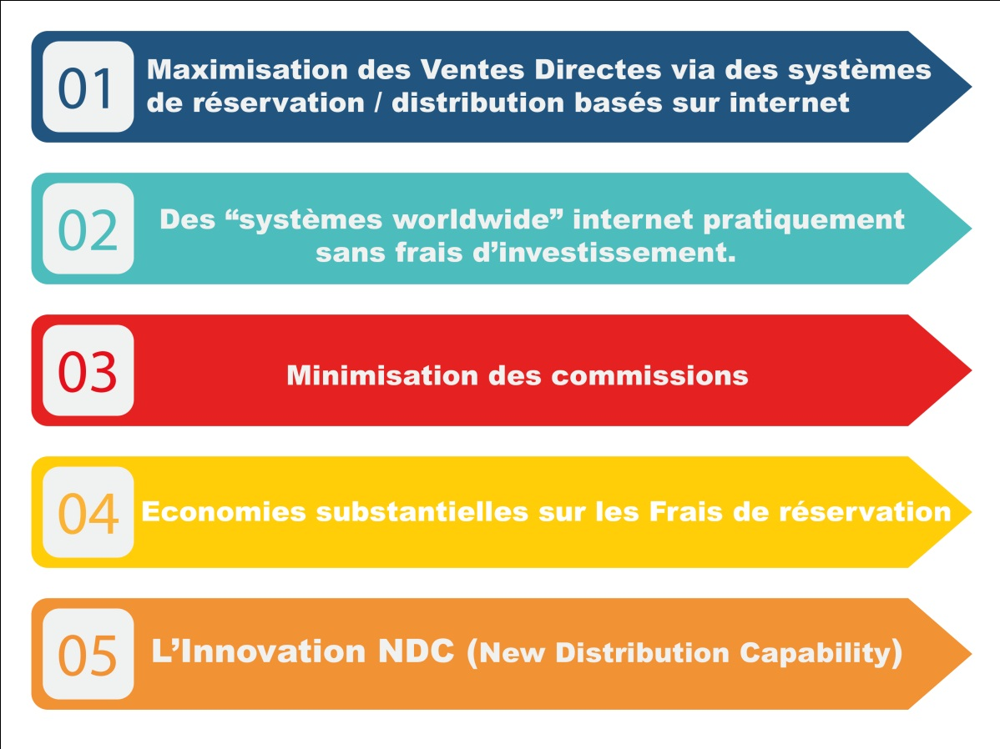 01
Maximisation des Ventes Directes via des systèmes
de réservation / distribution basés sur internet
02
Des “systèmes worldwide” internet pratiquement
sans frais d’investissement.
03
Minimisation des commissions
04
Economies substantielles sur les Frais de réservation
05
L’Innovation NDC (New Distribution Capability)